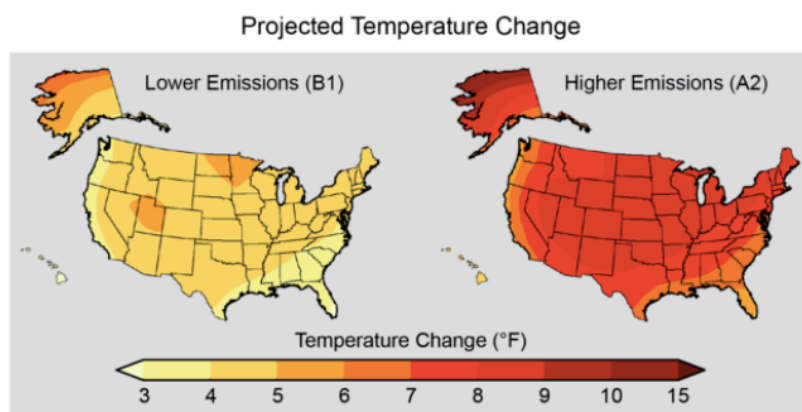 Projected Temperature Change
Lower Emissions (B1)
Higher Emissions (A2)
Temperature Change (°F)
3 4 5 6 7 8 9 10 15